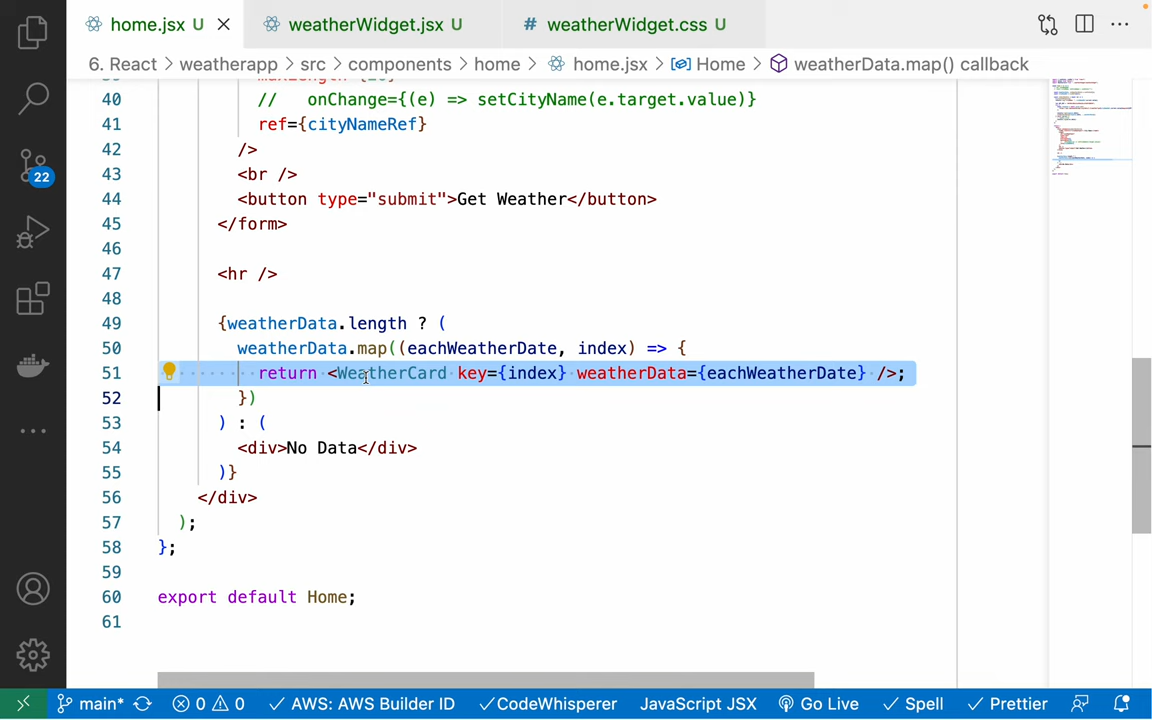 home.jsx U
weatherWidget.jsx U
# weatherWidget.css U
6. React > weatherapp > src > components > home > home.jsx > Home > weatherData.map() callback
40 // onChange={(e) => setCityName(e.target.value)}
41 ref={cityNameRef}
42 />
43 <br />
44 <button type="submit">Get Weather</button>
45 </form>
46
47 <hr />
48
49 {weatherData.length ? (
50 weatherData.map((eachWeatherDate, index) => {
51 return <WeatherCard key={index} weatherData={eachWeatherDate} />;
52 })
53 ) : (
54 <div>No Data</div>
55 )}
56 </div>
57 );
58 };
59
60 export default Home;
61
22
main* 0 0 AWS: AWS Builder ID CodeWhisperer JavaScript JSX Go Live Spell Prettier